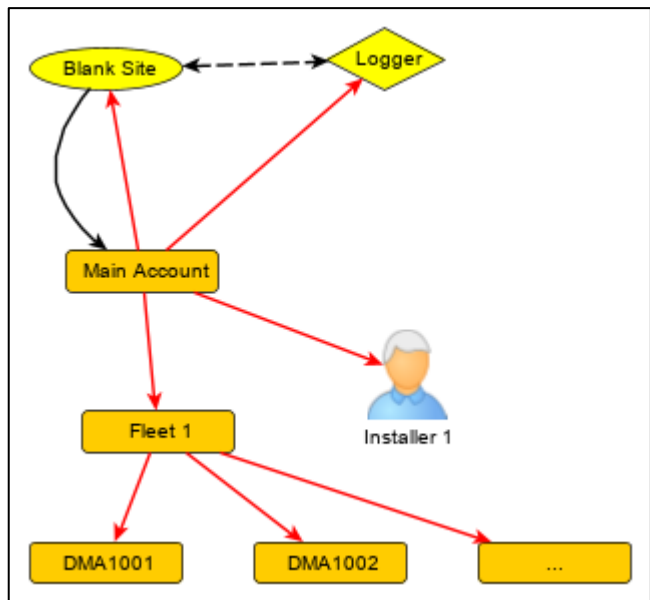 Blank Site
Logger
Main Account
Installer 1
Fleet 1
DMA1001
DMA1002
...